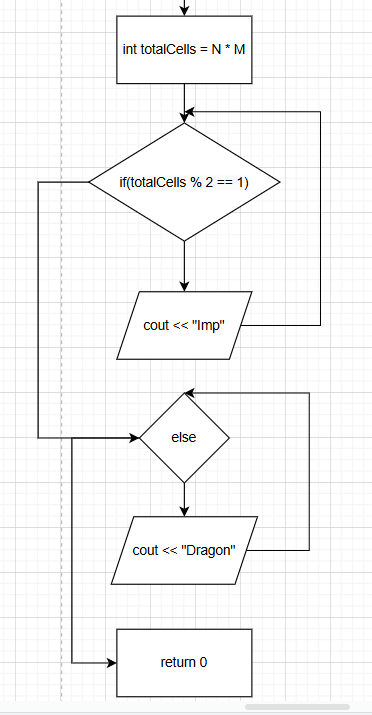 int totalCells = N * M
if(totalCells % 2 == 1)
cout << "Imp"
else
cout << "Dragon"
return 0